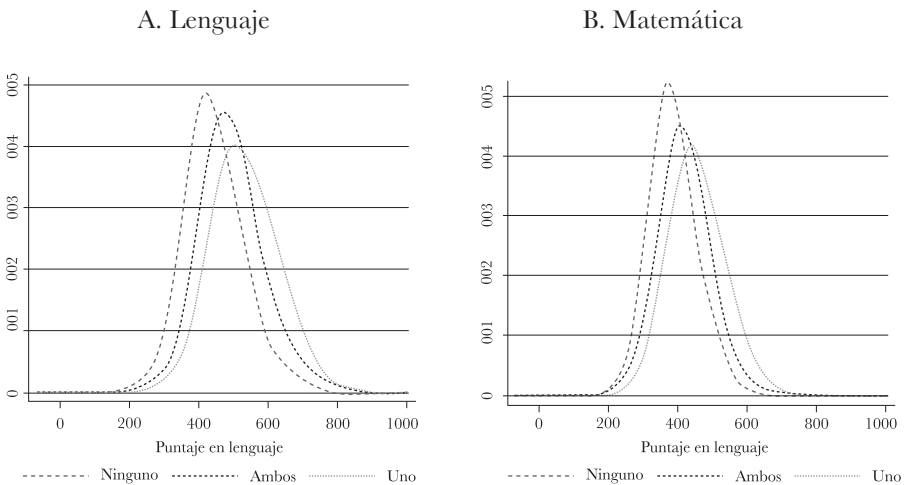 A. Lenguaje
005
004
003
002
001
0
0 200 400 600 800 1000
Puntaje en lenguaje
Ninguno Ambos Uno
B. Matemática
005
004
003
002
001
0
0 200 400 600 800 1000
Puntaje en lenguaje
Ninguno Ambos Uno